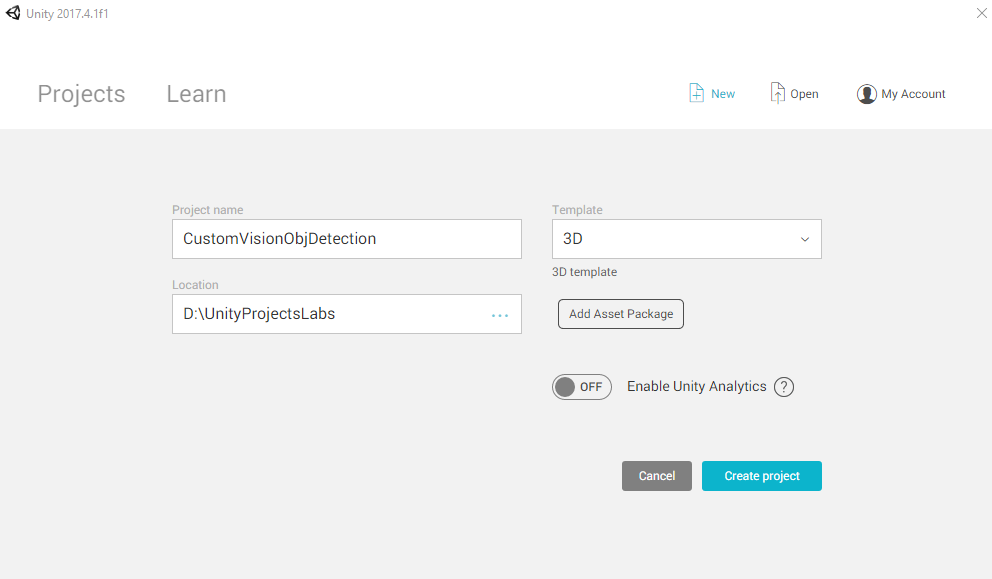 Unity 2017.4.1f1
Projects Learn New Open My Account
Project name
CustomVisionObjDetection
Location
D:\UnityProjectsLabs
Template
3D
3D template
Add Asset Package
OFF Enable Unity Analytics ?
Cancel Create project